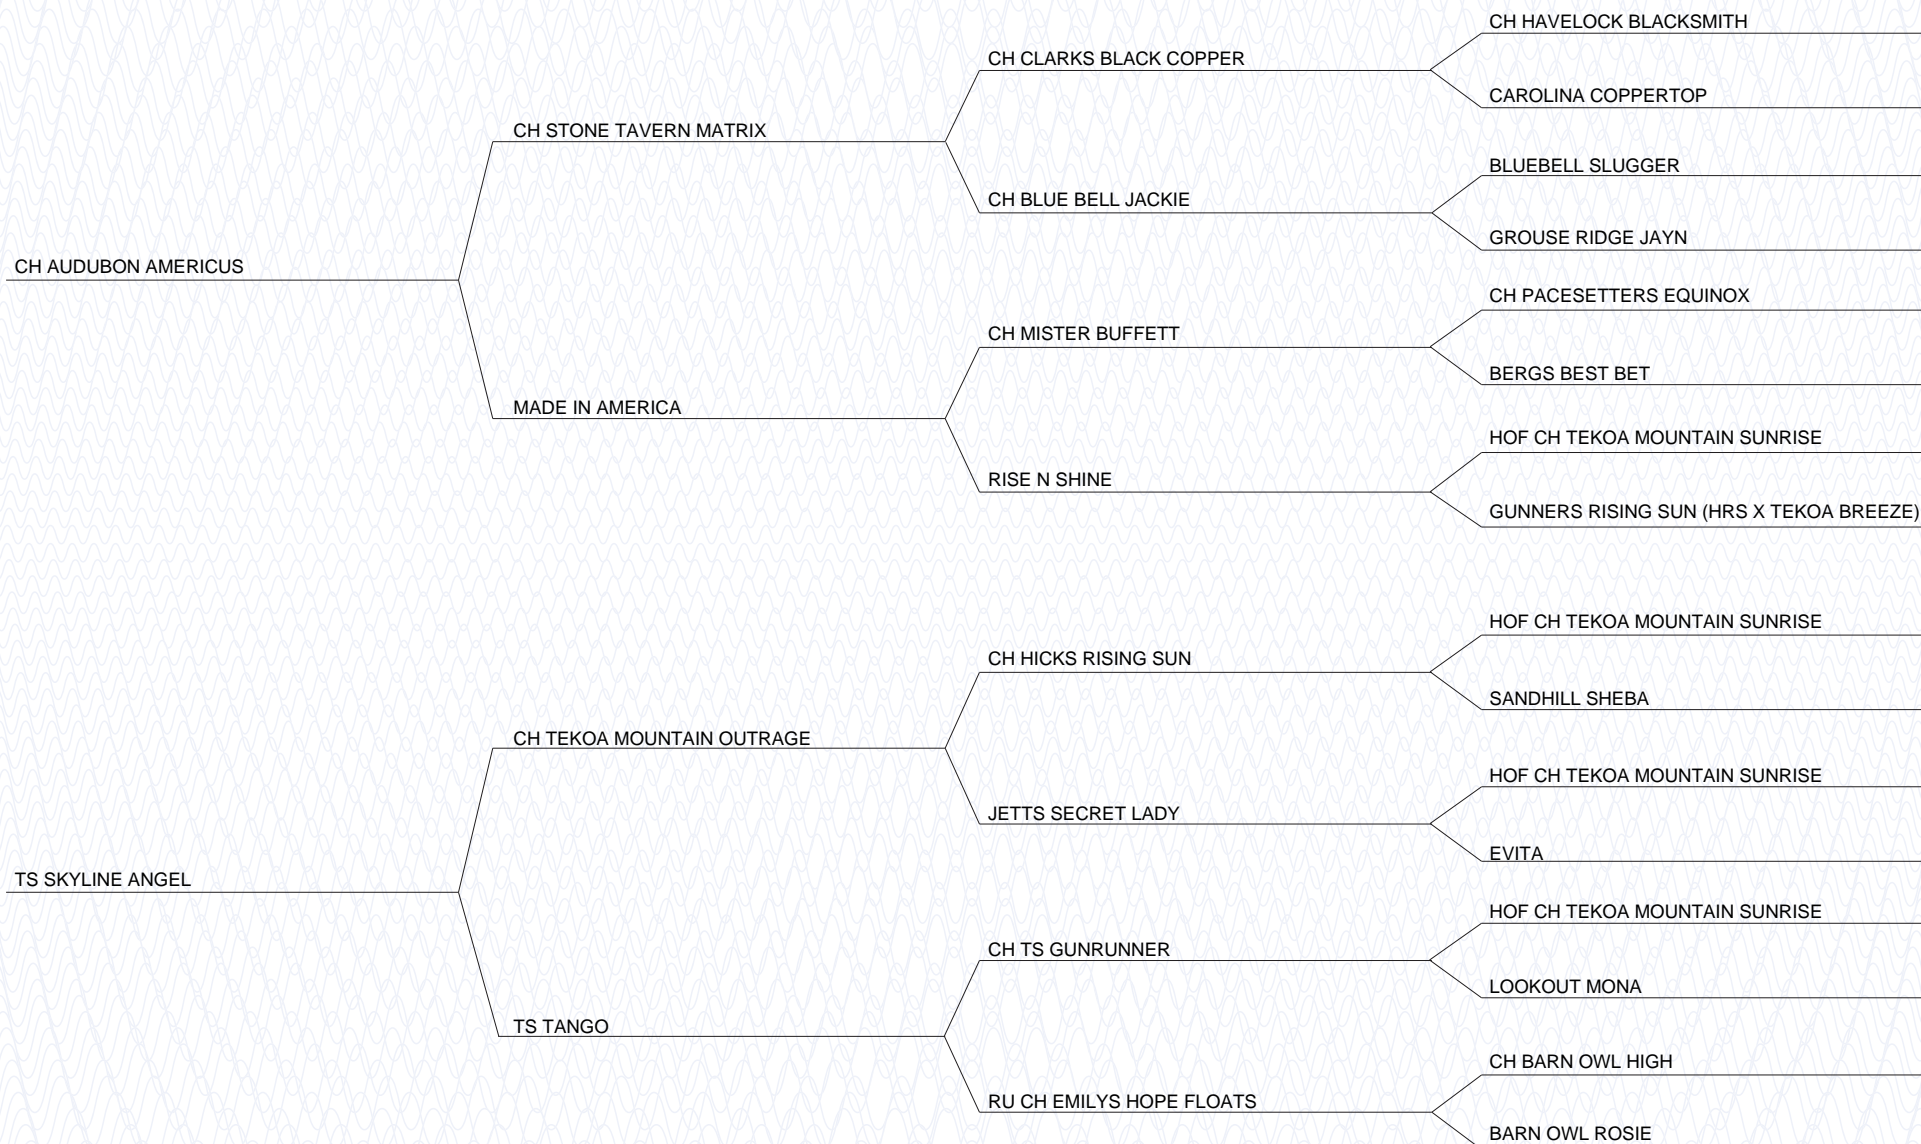 CH HAVELOCK BLACKSMITH
CH CLARKS BLACK COPPER
CAROLINA COPPERTOP
CH STONE TAVERN MATRIX
BLUEBELL SLUGGER
CH BLUE BELL JACKIE
GROUSE RIDGE JAYN
CH AUDUBON AMERICUS
CH PACESETTERS EQUINOX
CH MISTER BUFFETT
BERGS BEST BET
MADE IN AMERICA
HOF CH TEKOA MOUNTAIN SUNRISE
RISE N SHINE
GUNNERS RISING SUN (HRS X TEKOA BREEZE)
HOF CH TEKOA MOUNTAIN SUNRISE
CH HICKS RISING SUN
SANDHILL SHEBA
CH TEKOA MOUNTAIN OUTRAGE
HOF CH TEKOA MOUNTAIN SUNRISE
JETTS SECRET LADY
EVITA
TS SKYLINE ANGEL
HOF CH TEKOA MOUNTAIN SUNRISE
CH TS GUNRUNNER
LOOKOUT MONA
TS TANGO
CH BARN OWL HIGH
RU CH EMILYS HOPE FLOATS
BARN OWL ROSIE